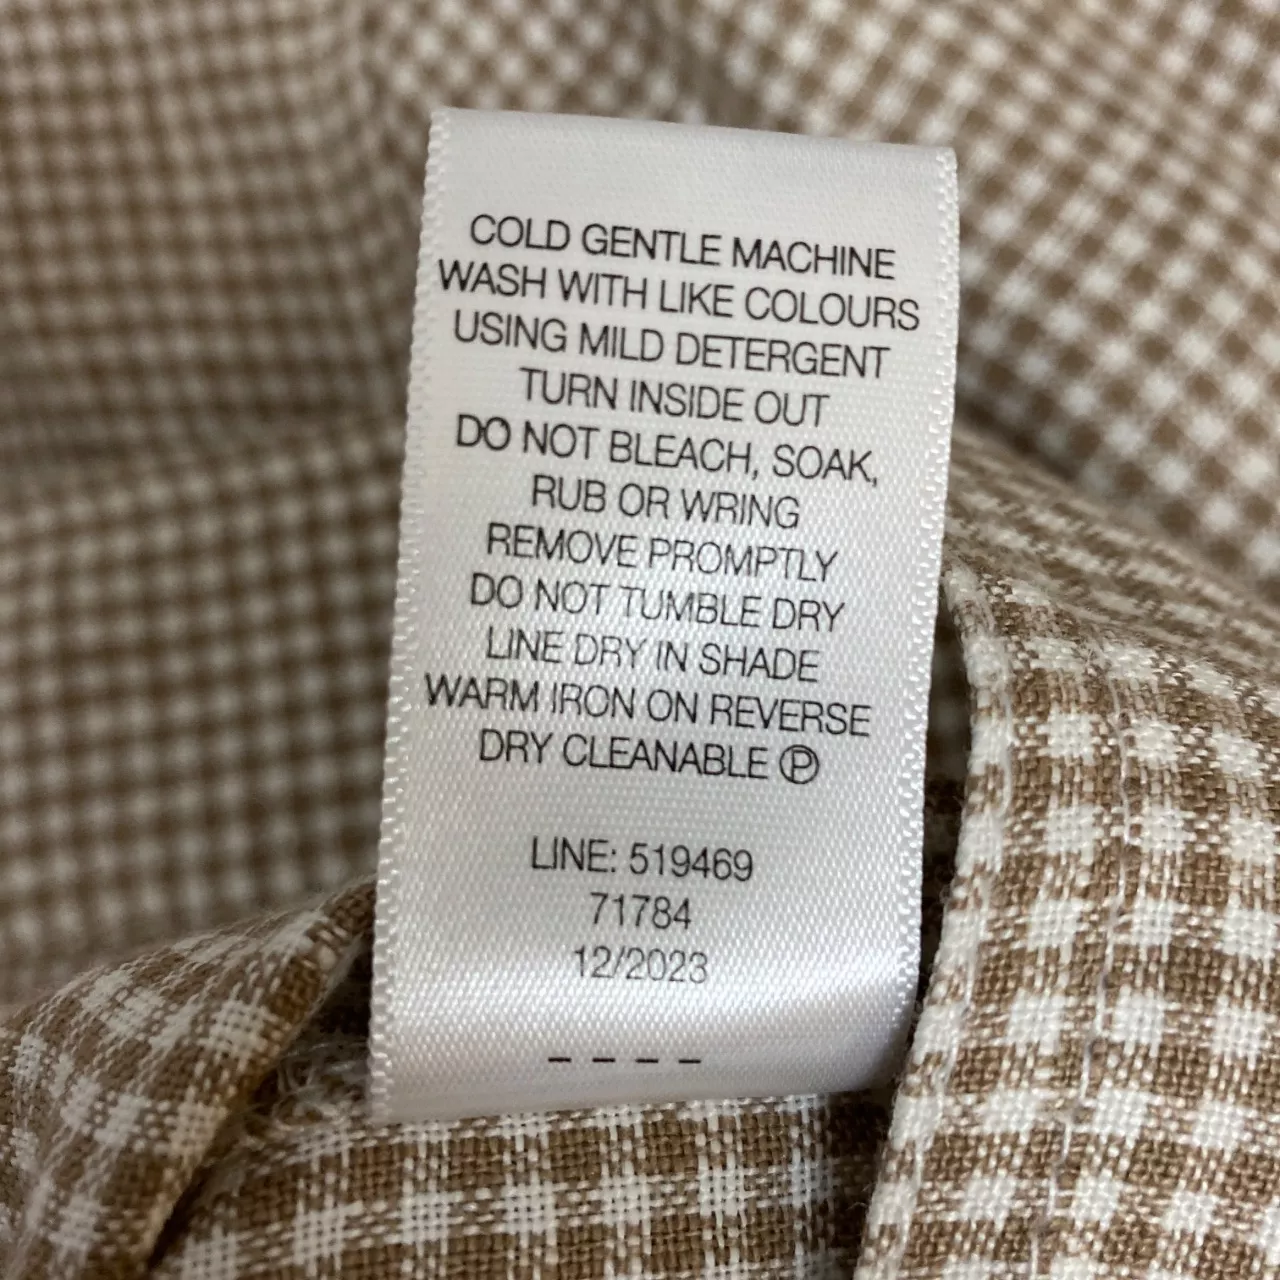 COLD GENTLE MACHINE
WASH WITH LIKE COLOURS
USING MILD DETERGENT
TURN INSIDE OUT
DO NOT BLEACH, SOAK,
RUB OR WRING
REMOVE PROMPTLY
DO NOT TUMBLE DRY
LINE DRY IN SHADE
WARM IRON ON REVERSE
DRY CLEANABLE Ⓟ
LINE: 519469
71784
12/2023
– – – –